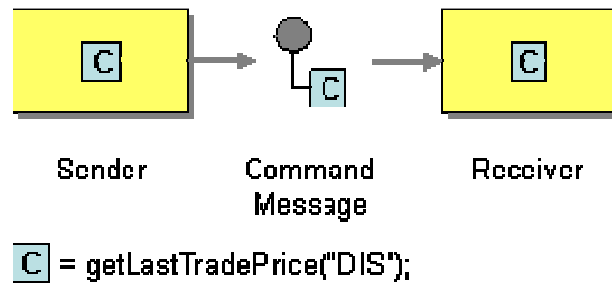 C C C
Sender Command Message Receiver
C = getLastTradePrice("DIS");